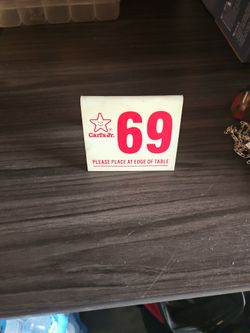 Carl's Jr.
69
PLEASE PLACE AT EDGE OF TABLE